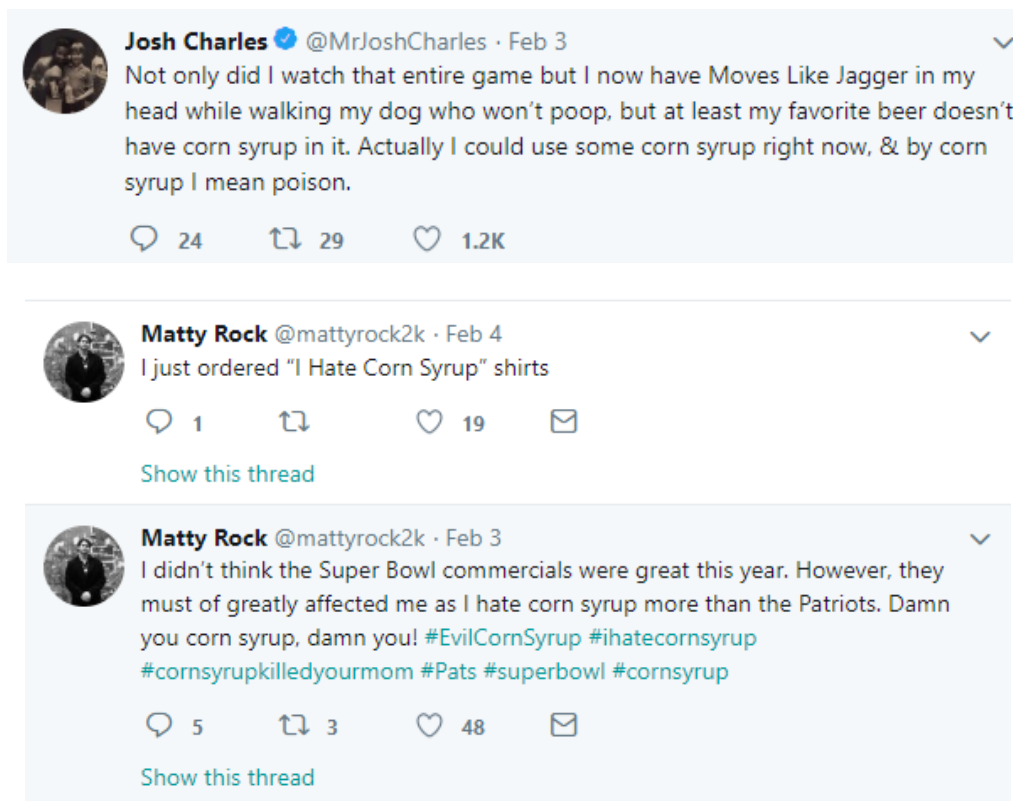 Josh Charles @MrJoshCharles · Feb 3
Not only did I watch that entire game but I now have Moves Like Jagger in my
head while walking my dog who won't poop, but at least my favorite beer doesn't
have corn syrup in it. Actually I could use some corn syrup right now, & by corn
syrup I mean poison.
24 29 1.2K
Matty Rock @mattyrock2k · Feb 4
I just ordered “I Hate Corn Syrup” shirts
1 19
Show this thread
Matty Rock @mattyrock2k · Feb 3
I didn't think the Super Bowl commercials were great this year. However, they
must of greatly affected me as I hate corn syrup more than the Patriots. Damn
you corn syrup, damn you! #EvilCornSyrup #ihatecornsyrup
#cornsyrupkilledyourmom #Pats #superbowl #cornsyrup
5 3 48
Show this thread